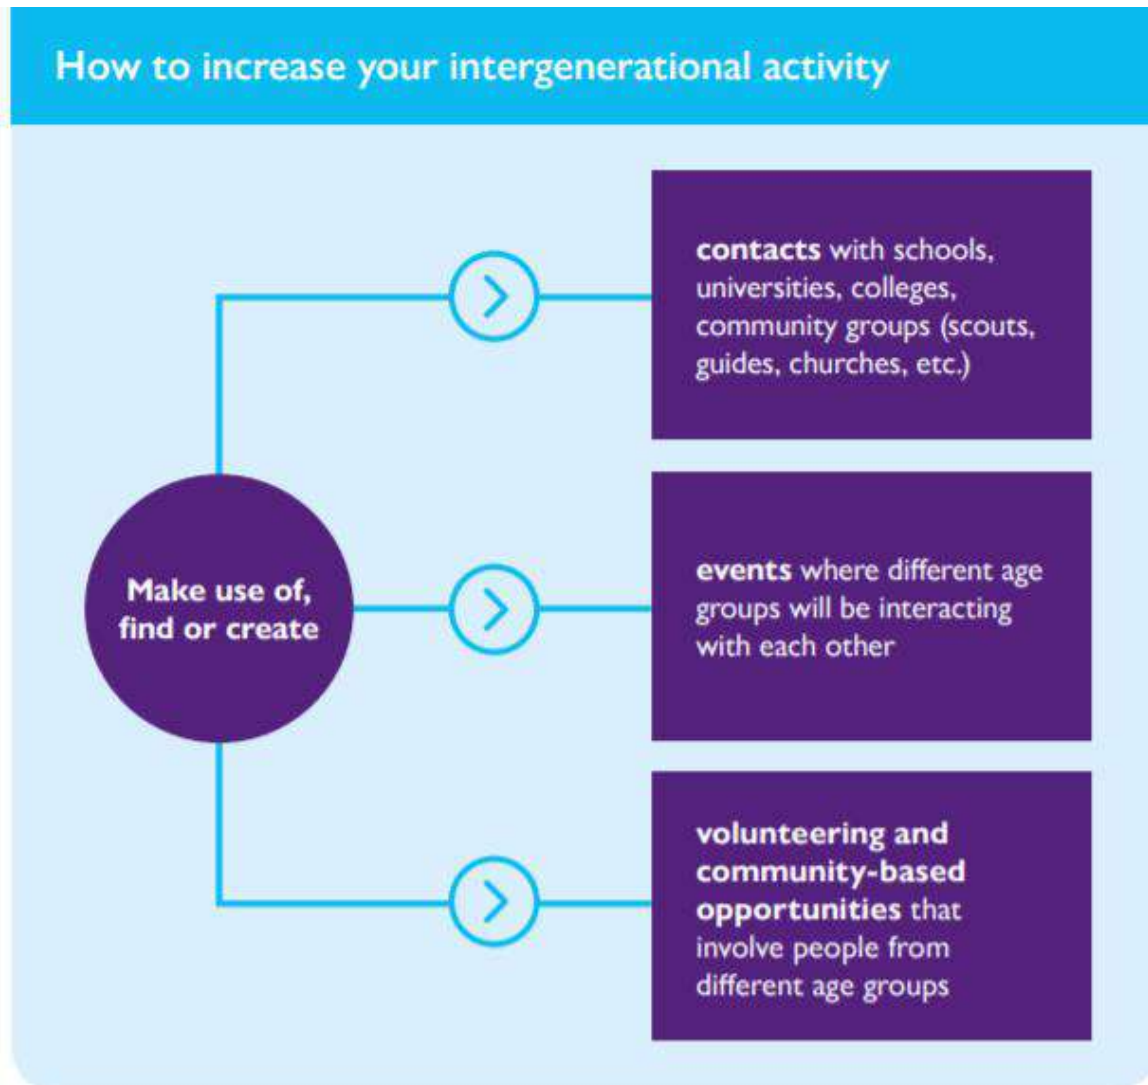 How to increase your intergenerational activity
contacts with schools,
universities, colleges,
community groups (scouts,
guides, churches, etc.)
Make use of,
find or create
events where different age
groups will be interacting
with each other
volunteering and
community-based
opportunities that
involve people from
different age groups